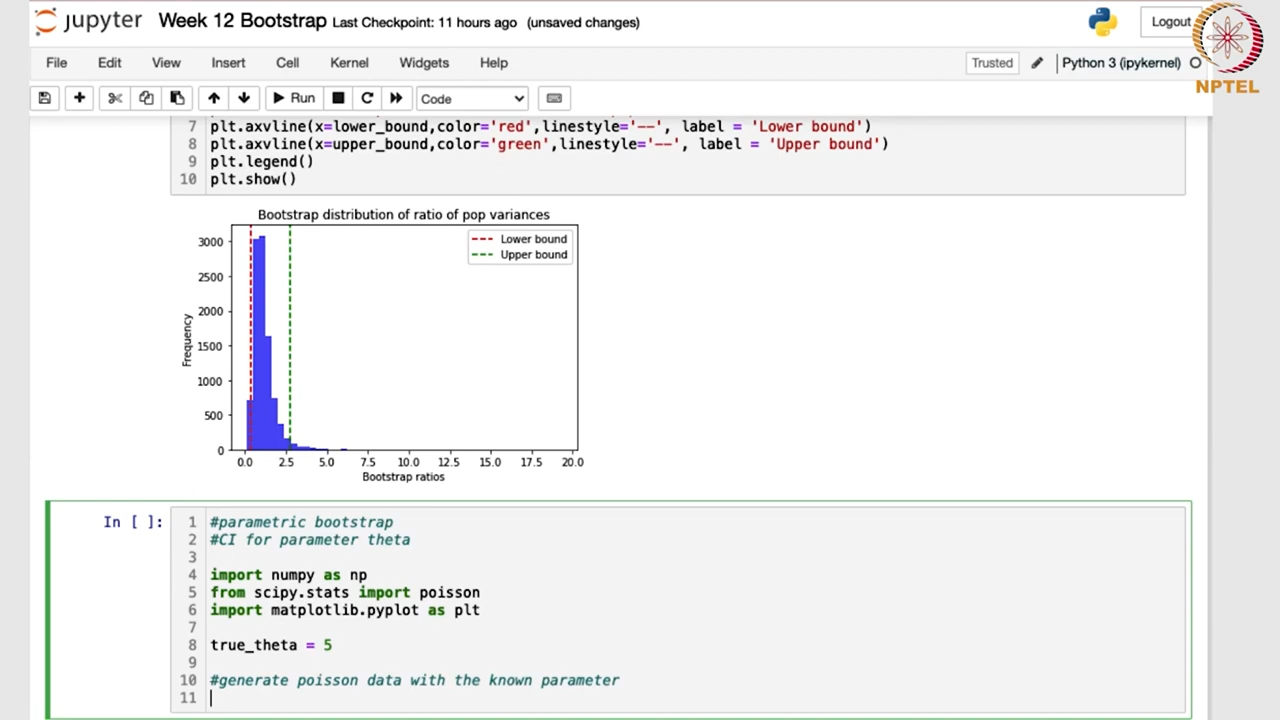 jupyter Week 12 Bootstrap Last Checkpoint: 11 hours ago (unsaved changes)
Logout
NPTEL
File Edit View Insert Cell Kernel Widgets Help
Trusted
Python 3 (ipykernel)
Run
Code
7 plt.axvline(x=lower_bound,color='red',linestyle='--', label = 'Lower bound')
8 plt.axvline(x=upper_bound,color='green',linestyle='--', label = 'Upper bound')
9 plt.legend()
10 plt.show()
Bootstrap distribution of ratio of pop variances
Lower bound
Upper bound
3000
2500
2000
1500
1000
500
0
Frequency
0.0 2.5 5.0 7.5 10.0 12.5 15.0 17.5 20.0
Bootstrap ratios
In [ ]:
1 #parametric bootstrap
2 #CI for parameter theta
3
4 import numpy as np
5 from scipy.stats import poisson
6 import matplotlib.pyplot as plt
7
8 true_theta = 5
9
10 #generate poisson data with the known parameter
11